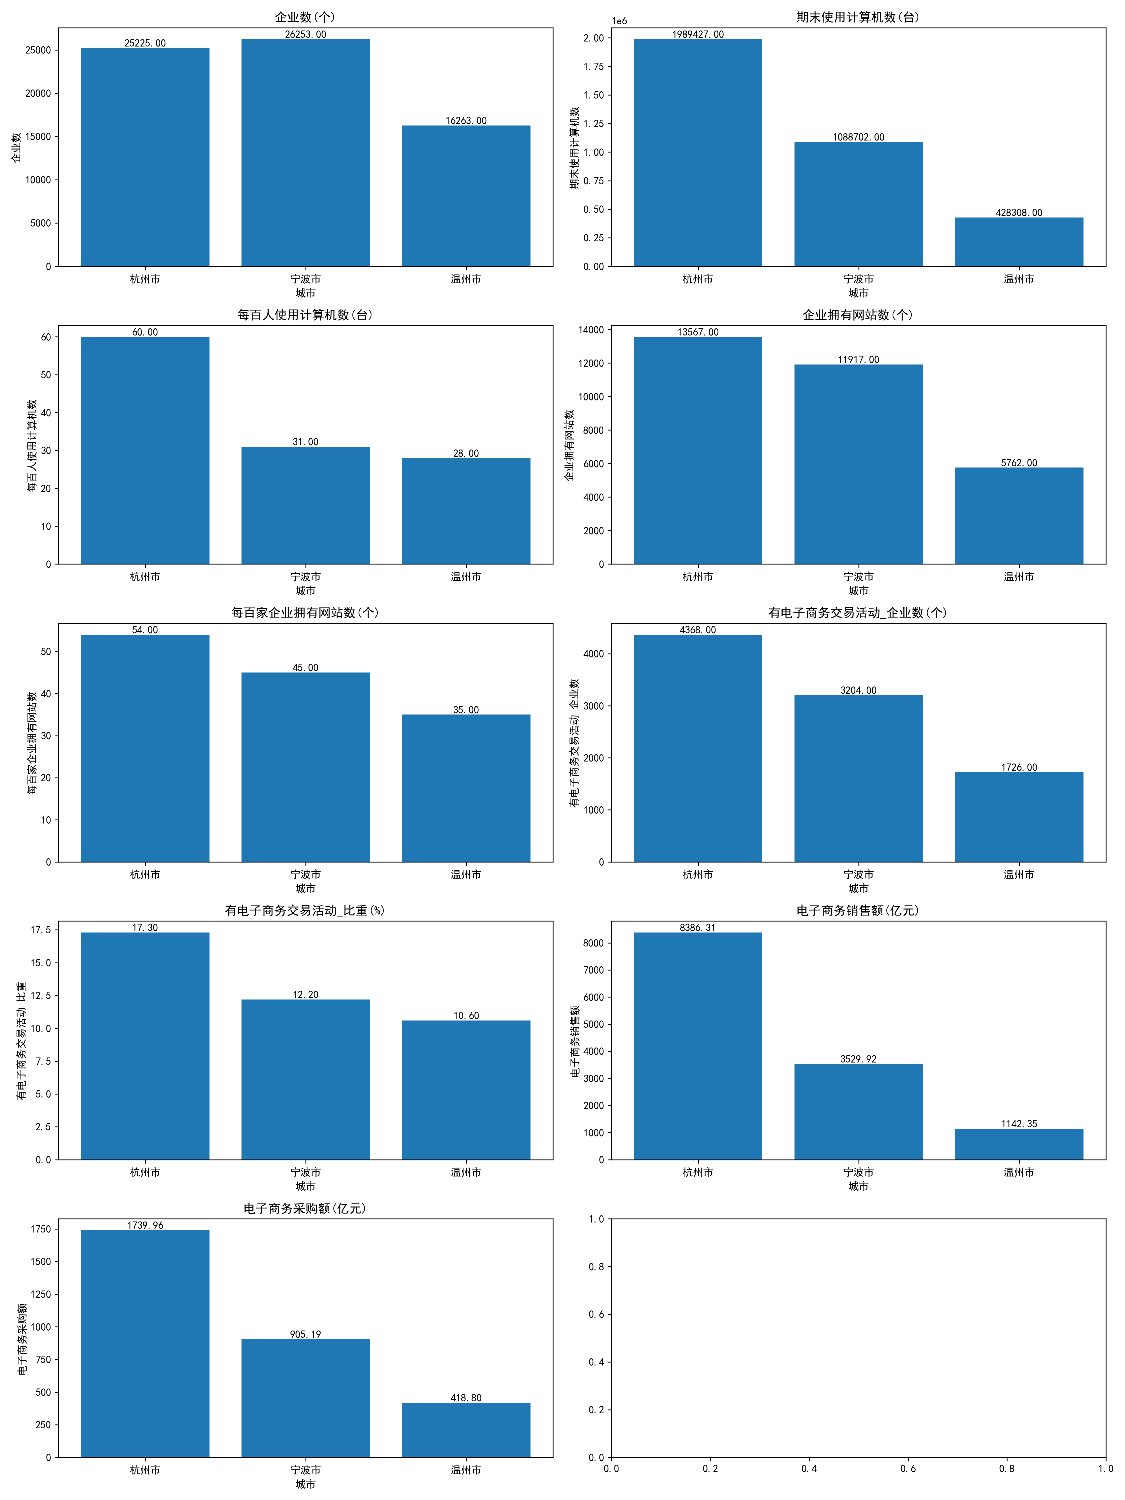 企业数(个)
企业数
25000
20000
15000
10000
5000
0
25225.00
26253.00
16263.00
杭州市
宁波市
温州市
城市
期末使用计算机数(台)
1e6
期末使用计算机数
2.00
1.75
1.50
1.25
1.00
0.75
0.50
0.25
0.00
1989427.00
1088702.00
428308.00
杭州市
宁波市
温州市
城市
每百人使用计算机数(台)
每百人使用计算机数
60
50
40
30
20
10
0
60.00
31.00
28.00
杭州市
宁波市
温州市
城市
企业拥有网站数(个)
企业拥有网站数
14000
12000
10000
8000
6000
4000
2000
0
13567.00
11917.00
5762.00
杭州市
宁波市
温州市
城市
每百家企业拥有网站数(个)
每百家企业拥有网站数
50
40
30
20
10
0
54.00
45.00
35.00
杭州市
宁波市
温州市
城市
有电子商务交易活动_企业数(个)
有电子商务交易活动_企业数
4000
3000
2000
1000
0
4368.00
3204.00
1726.00
杭州市
宁波市
温州市
城市
有电子商务交易活动_比重(%)
有电子商务交易活动_比重
17.5
15.0
12.5
10.0
7.5
5.0
2.5
0.0
17.30
12.20
10.60
杭州市
宁波市
温州市
城市
电子商务销售额(亿元)
电子商务销售额
8000
7000
6000
5000
4000
3000
2000
1000
0
8386.31
3529.92
1142.35
杭州市
宁波市
温州市
城市
电子商务采购额(亿元)
电子商务采购额
1750
1500
1250
1000
750
500
250
0
1739.96
905.19
418.80
杭州市
宁波市
温州市
城市
1.0
0.8
0.6
0.4
0.2
0.0
0.0 0.2 0.4 0.6 0.8 1.0